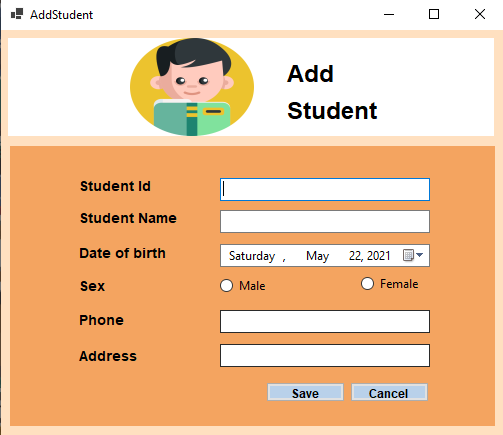 AddStudent
Add
Student
Student Id
Student Name
Date of birth Saturday , May 22, 2021
Sex Male Female
Phone
Address
Save Cancel